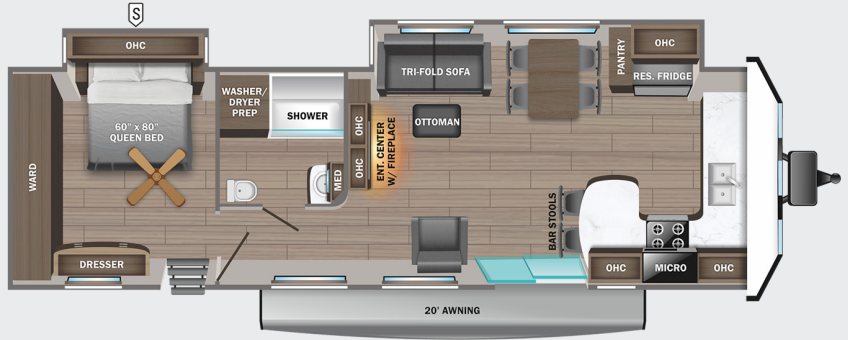 S
OHC
OHC
PANTRY
RES. FRIDGE
TRI-FOLD SOFA
WASHER/
DRYER
PREP
SHOWER
OHC
OTTOMAN
60" x 80"
QUEEN BED
ENT. CENTER
W/ FIREPLACE
OHC
MED
WARD
BAR STOOLS
DRESSER
OHC
MICRO
OHC
20' AWNING